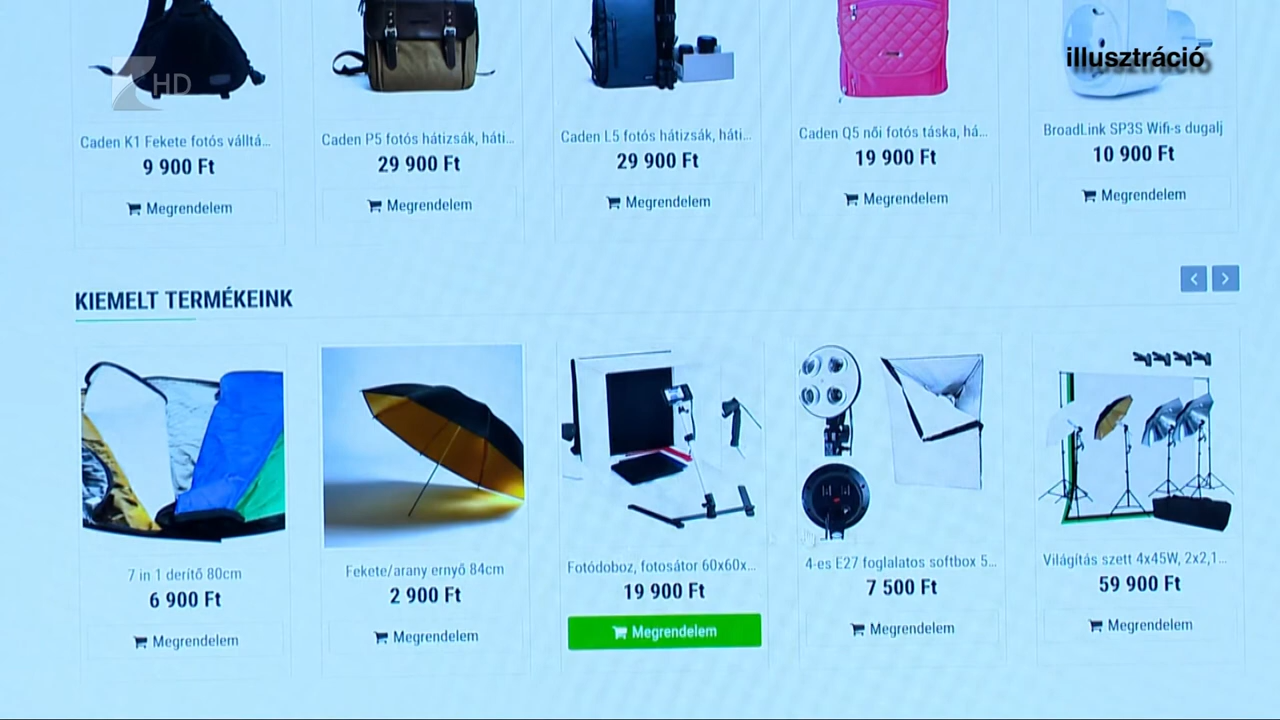 HD
illusztráció
Caden K1 Fekete fotósválltá...
Caden P5 fotós hátizsák, háti...
Caden L5 fotós hátizsák, háti...
Caden Q5 női fotós táska, há...
BroadLink SP3S Wifi-s dugalj
9 900 Ft
29 900 Ft
29 900 Ft
19 900 Ft
10 900 Ft
Megrendelem
Megrendelem
Megrendelem
Megrendelem
Megrendelem
KIEMELT TERMÉKEINK
7 in 1 derítő 80cm
Fekete/arany ernyő 84cm
Fotódoboz, fotosátor 60x60x...
4-es E27 foglalatos softbox 5...
Világítás szett 4x45W, 2x2,1...
6 900 Ft
2 900 Ft
19 900 Ft
7 500 Ft
59 900 Ft
Megrendelem
Megrendelem
Megrendelem
Megrendelem
Megrendelem